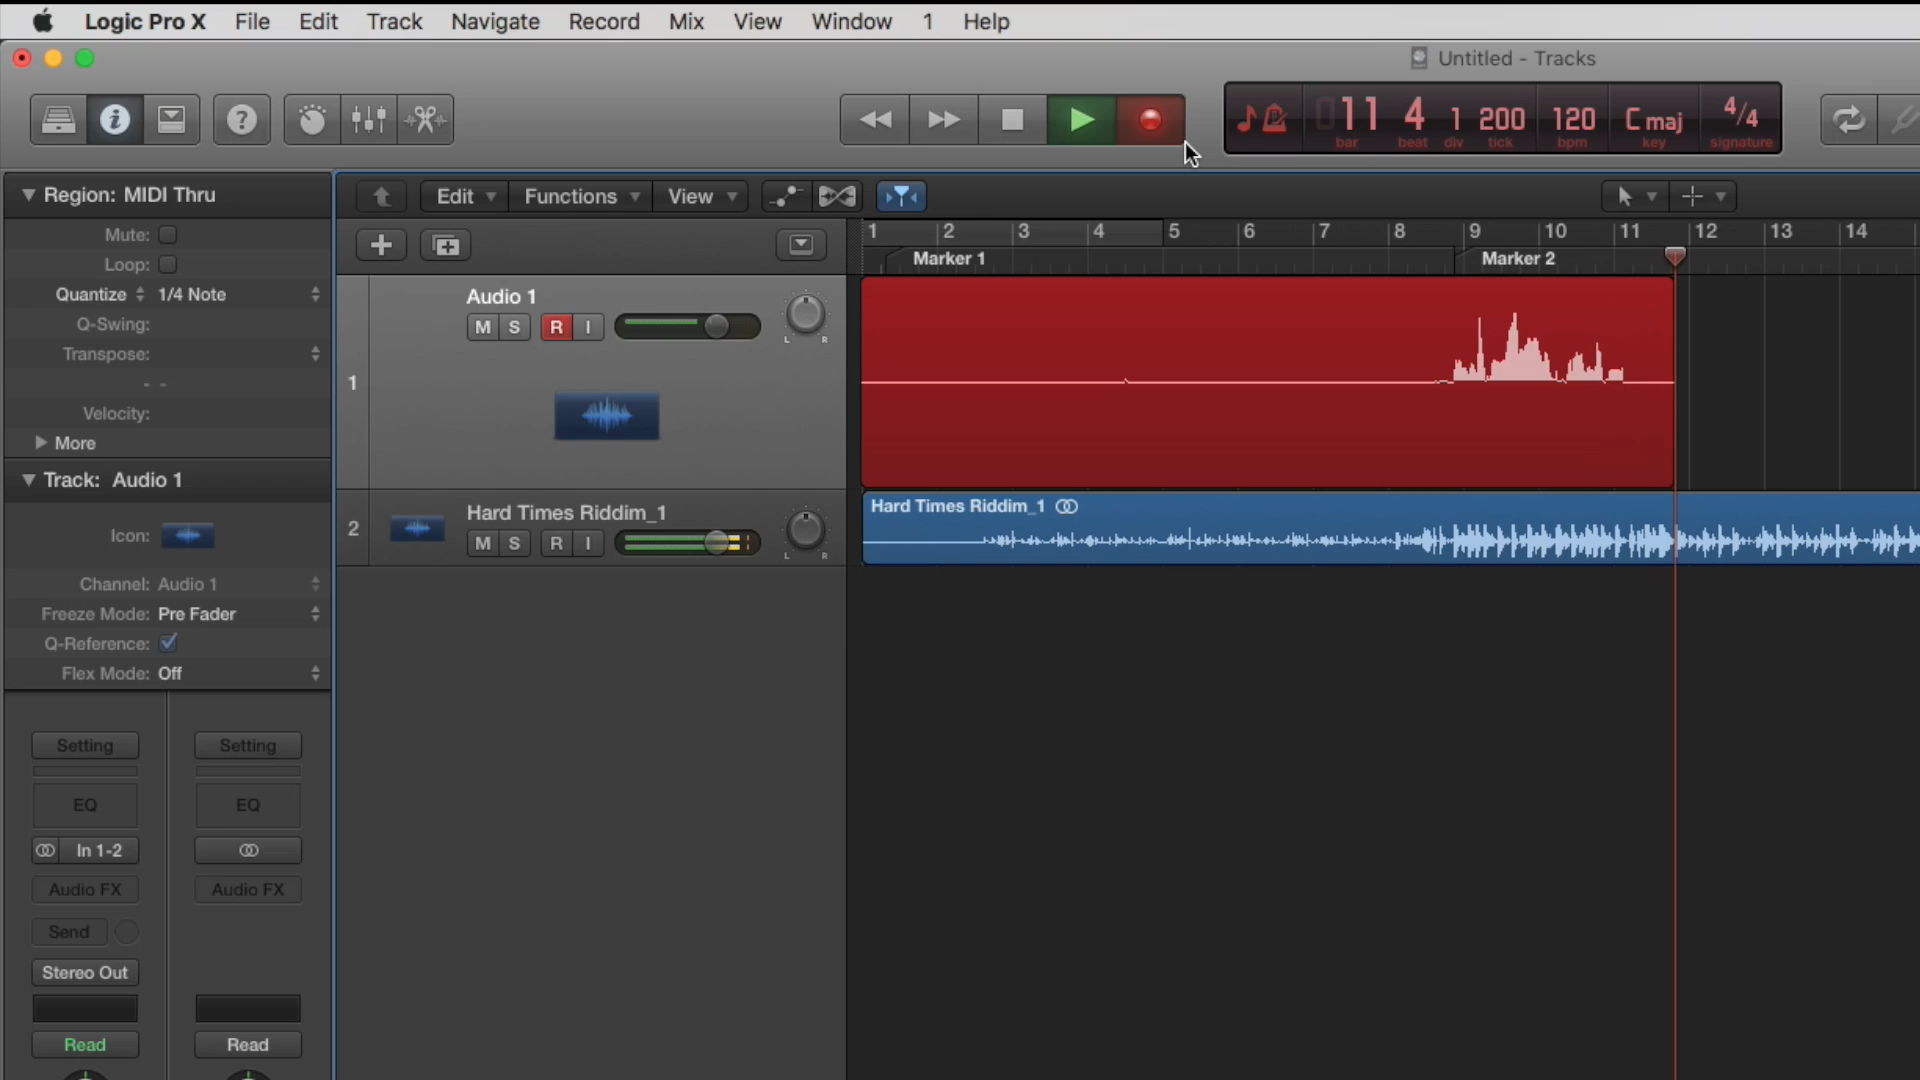 Logic Pro X File Edit Track Navigate Record Mix View Window 1 Help
Untitled - Tracks
11 4 1 200 120 C maj 4/4
bar beat div tick bpm key signature
Region: MIDI Thru
Edit Functions View
Mute:
Loop:
Quantize 1/4 Note
Q-Swing:
Transpose:
- -
Velocity:
More
1 2 3 4 5 6 7 8 9 10 11 12 13 14
Marker 1 Marker 2
1
Audio 1
M S R I
L R
2
Hard Times Riddim_1
M S R I
L R
Hard Times Riddim_1
Track: Audio 1
Icon:
Channel: Audio 1
Freeze Mode: Pre Fader
Q-Reference:
Flex Mode: Off
Setting Setting
EQ EQ
In 1-2
Audio FX Audio FX
Send
Stereo Out
Read Read